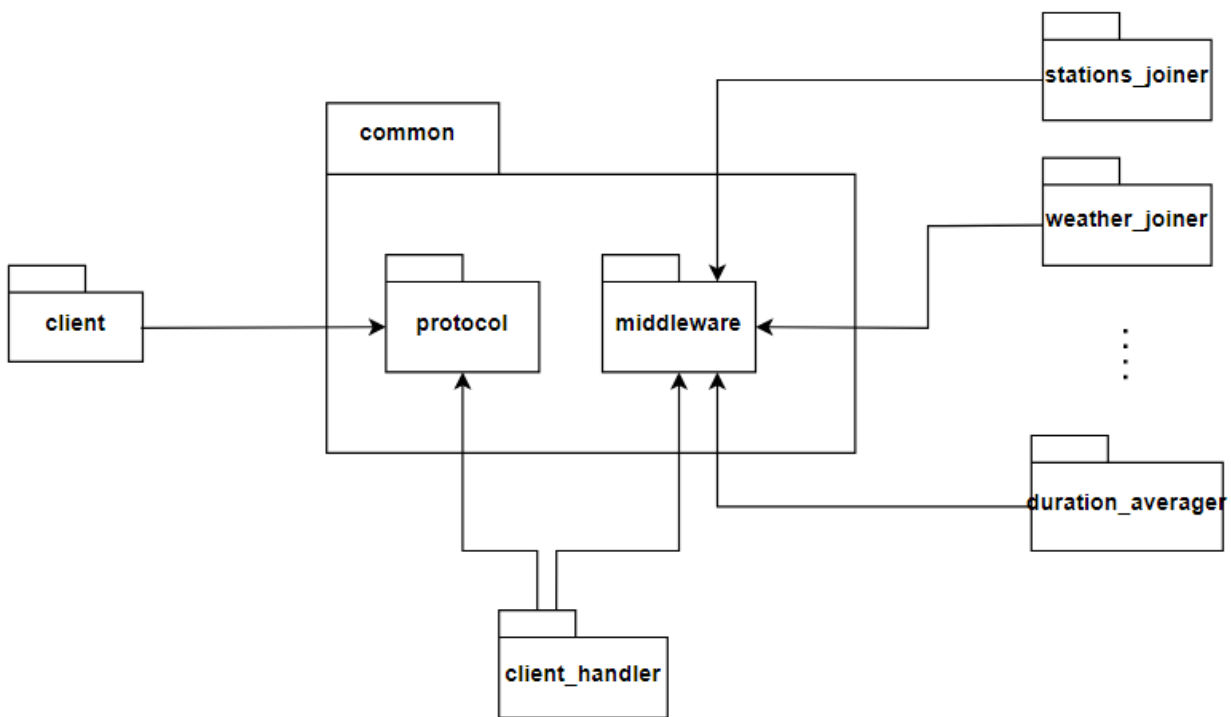 stations_joiner
common
weather_joiner
client
protocol
middleware
duration_averager
client_handler